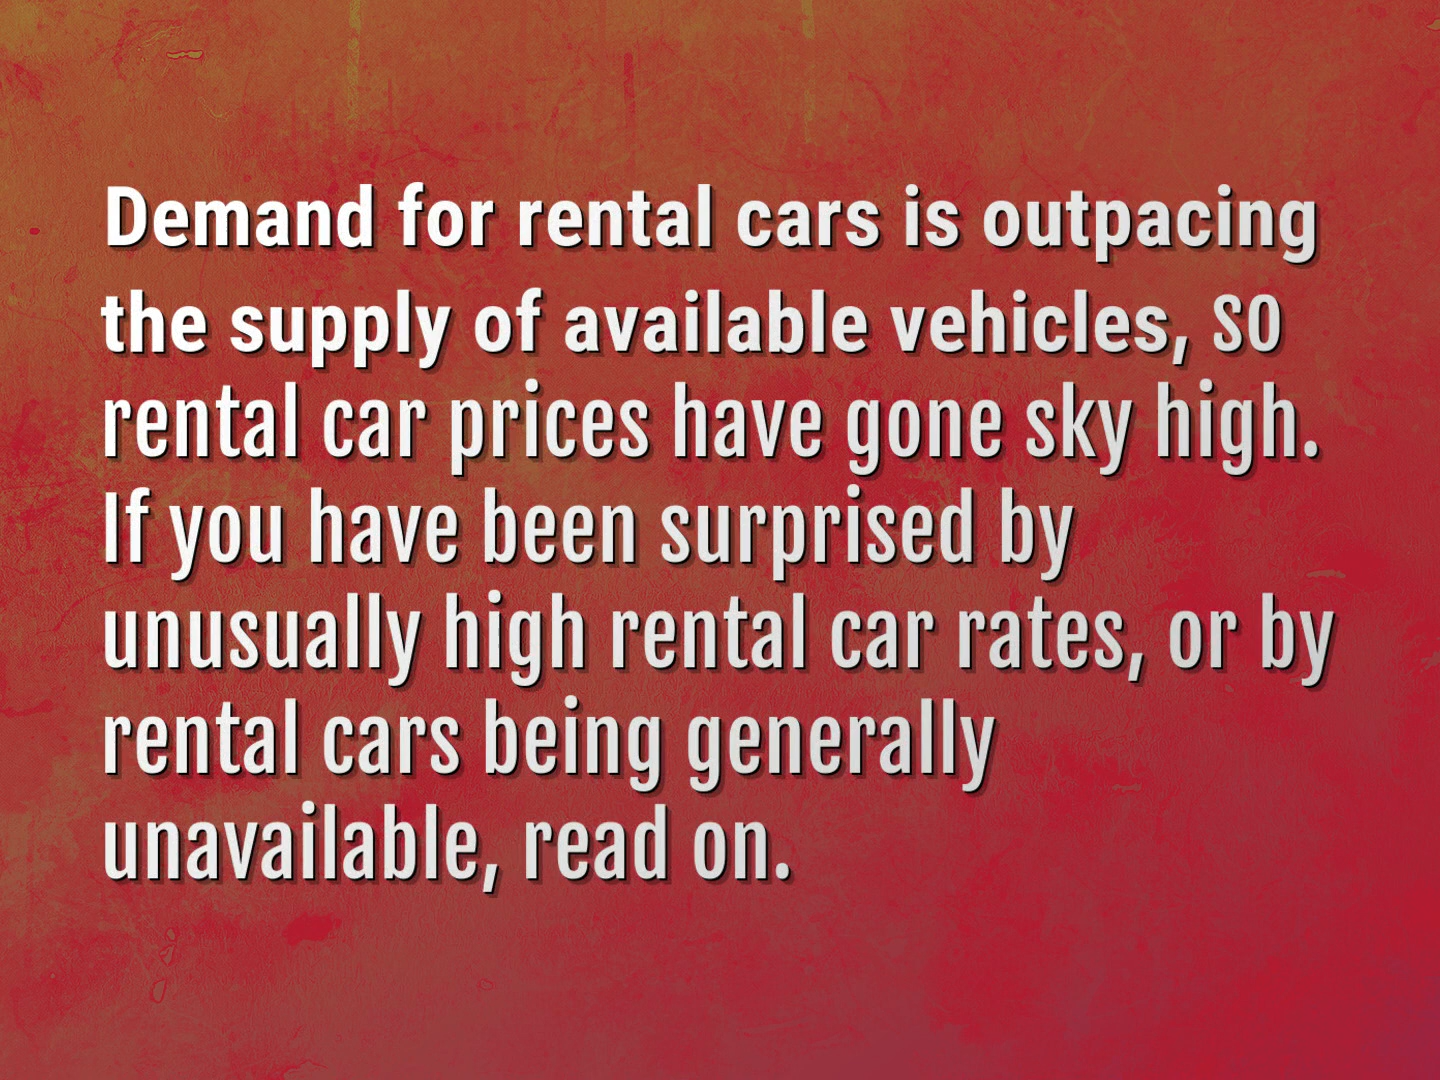 Demand for rental cars is outpacing
the supply of available vehicles, so
rental car prices have gone sky high.
If you have been surprised by
unusually high rental car rates, or by
rental cars being generally
unavailable, read on.